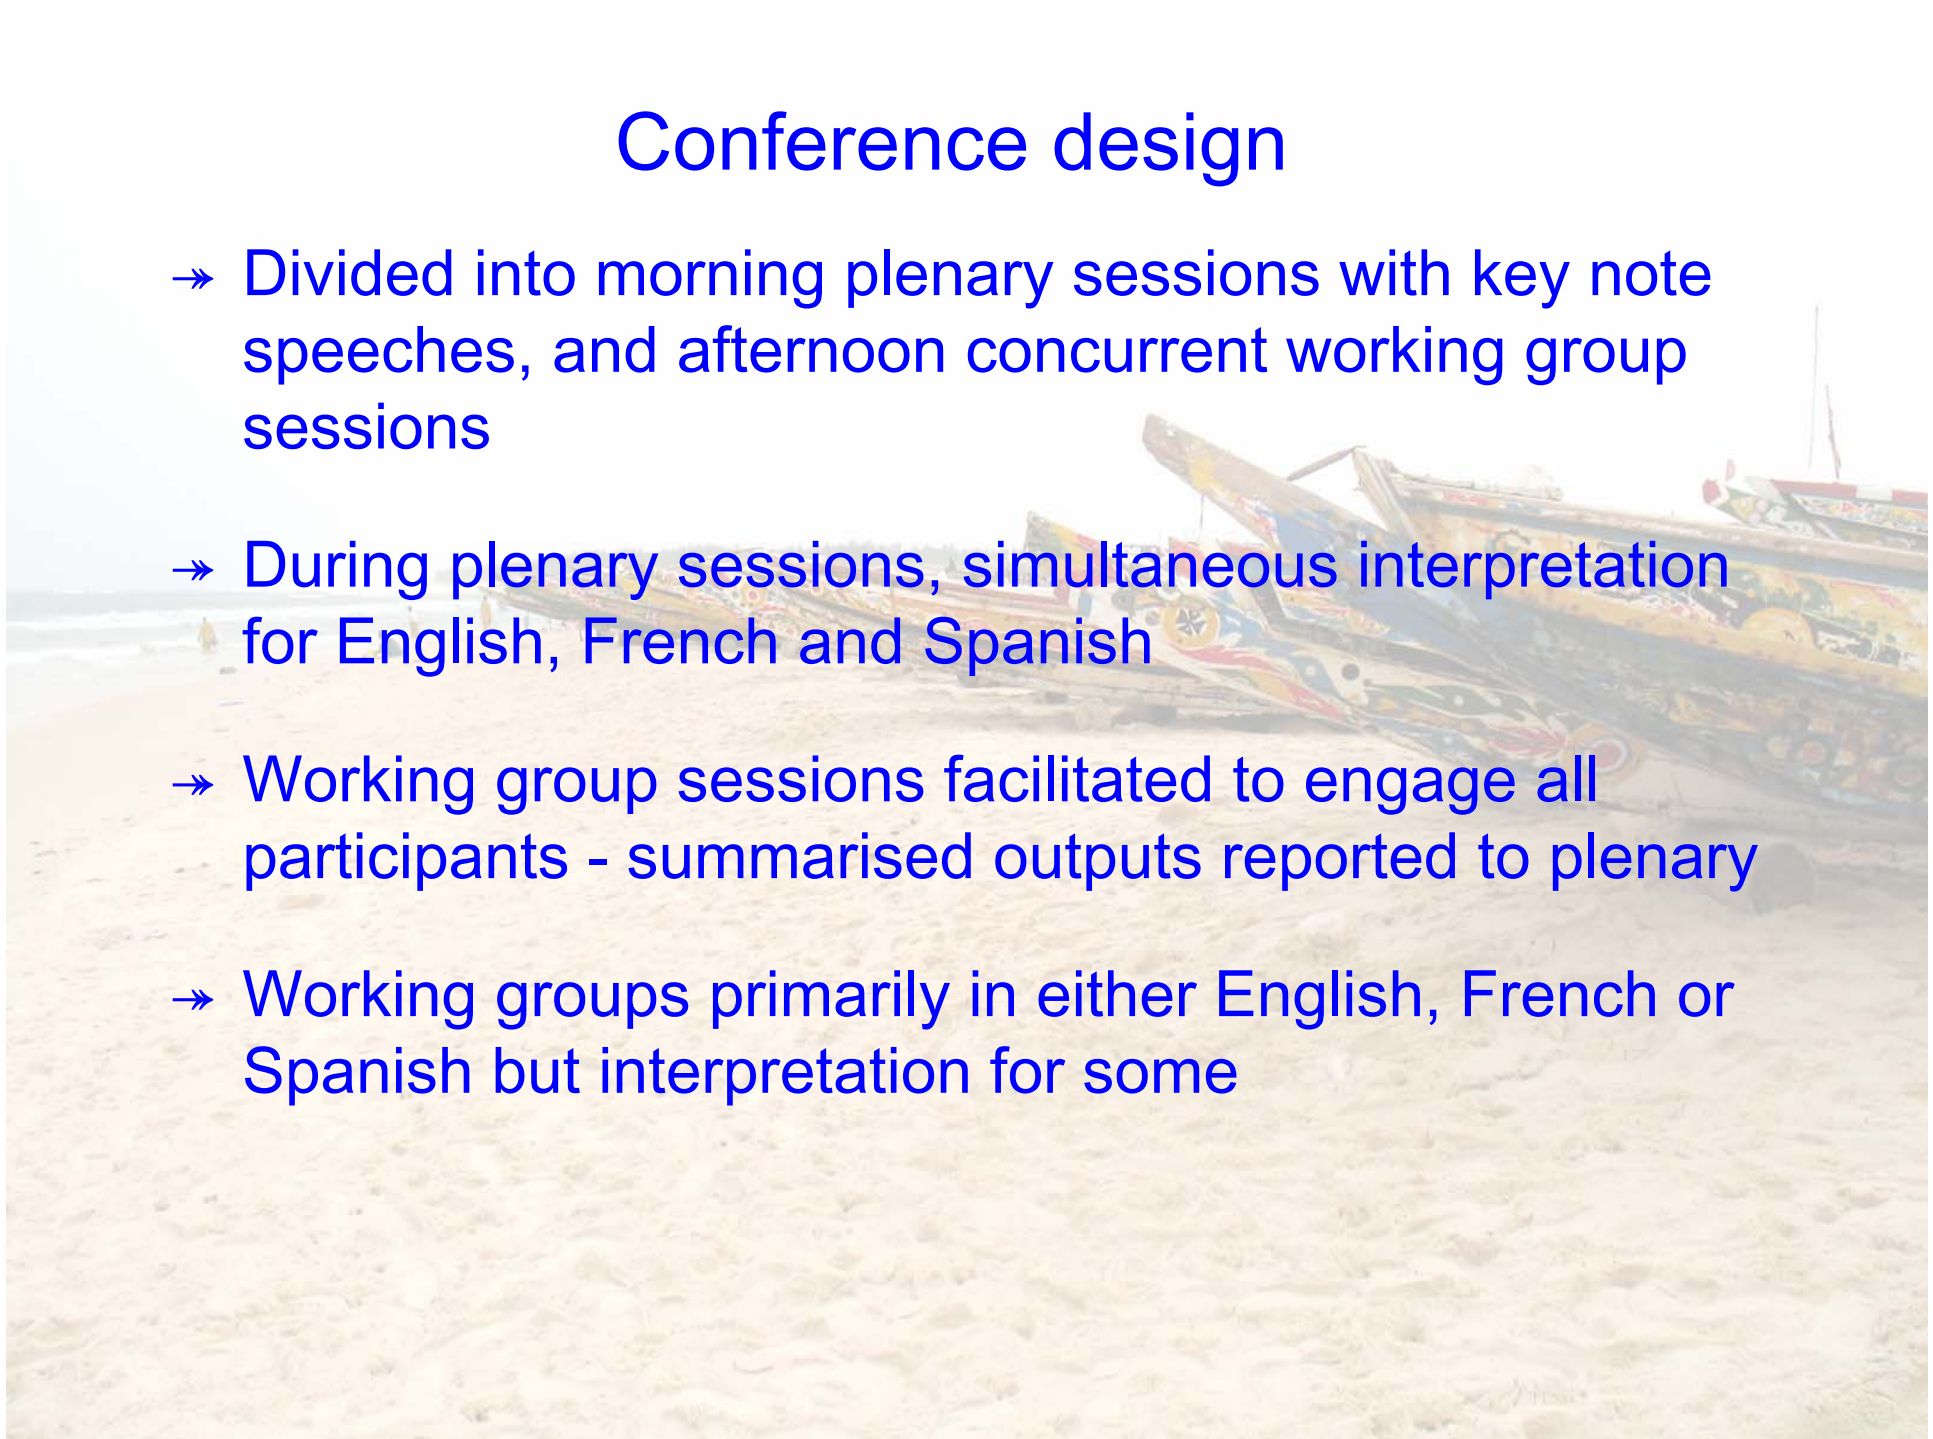 Conference design
↠ Divided into morning plenary sessions with key note
speeches, and afternoon concurrent working group
sessions
↠ During plenary sessions, simultaneous interpretation
for English, French and Spanish
↠ Working group sessions facilitated to engage all
participants - summarised outputs reported to plenary
↠ Working groups primarily in either English, French or
Spanish but interpretation for some